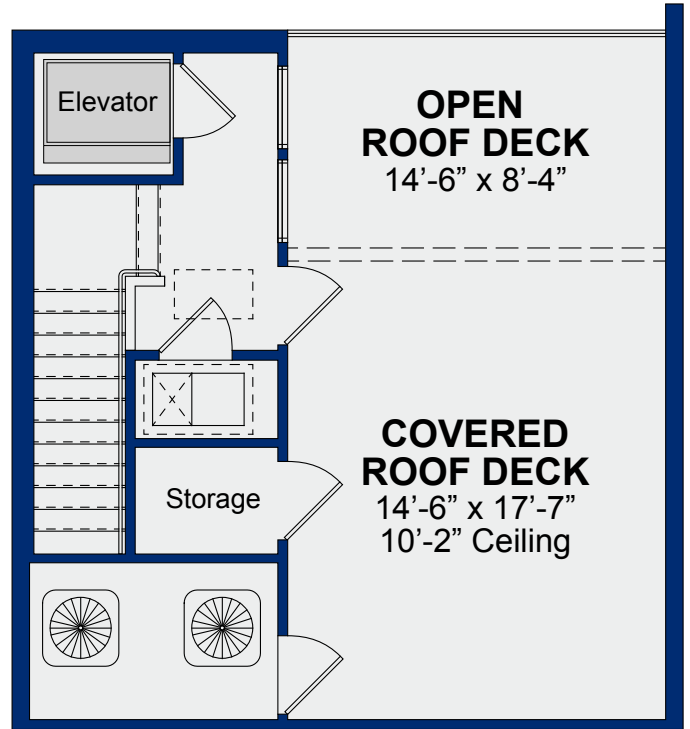 Elevator
OPEN
ROOF DECK
14’-6” x 8’-4”
COVERED
ROOF DECK
14’-6” x 17’-7”
10’-2” Ceiling
Storage